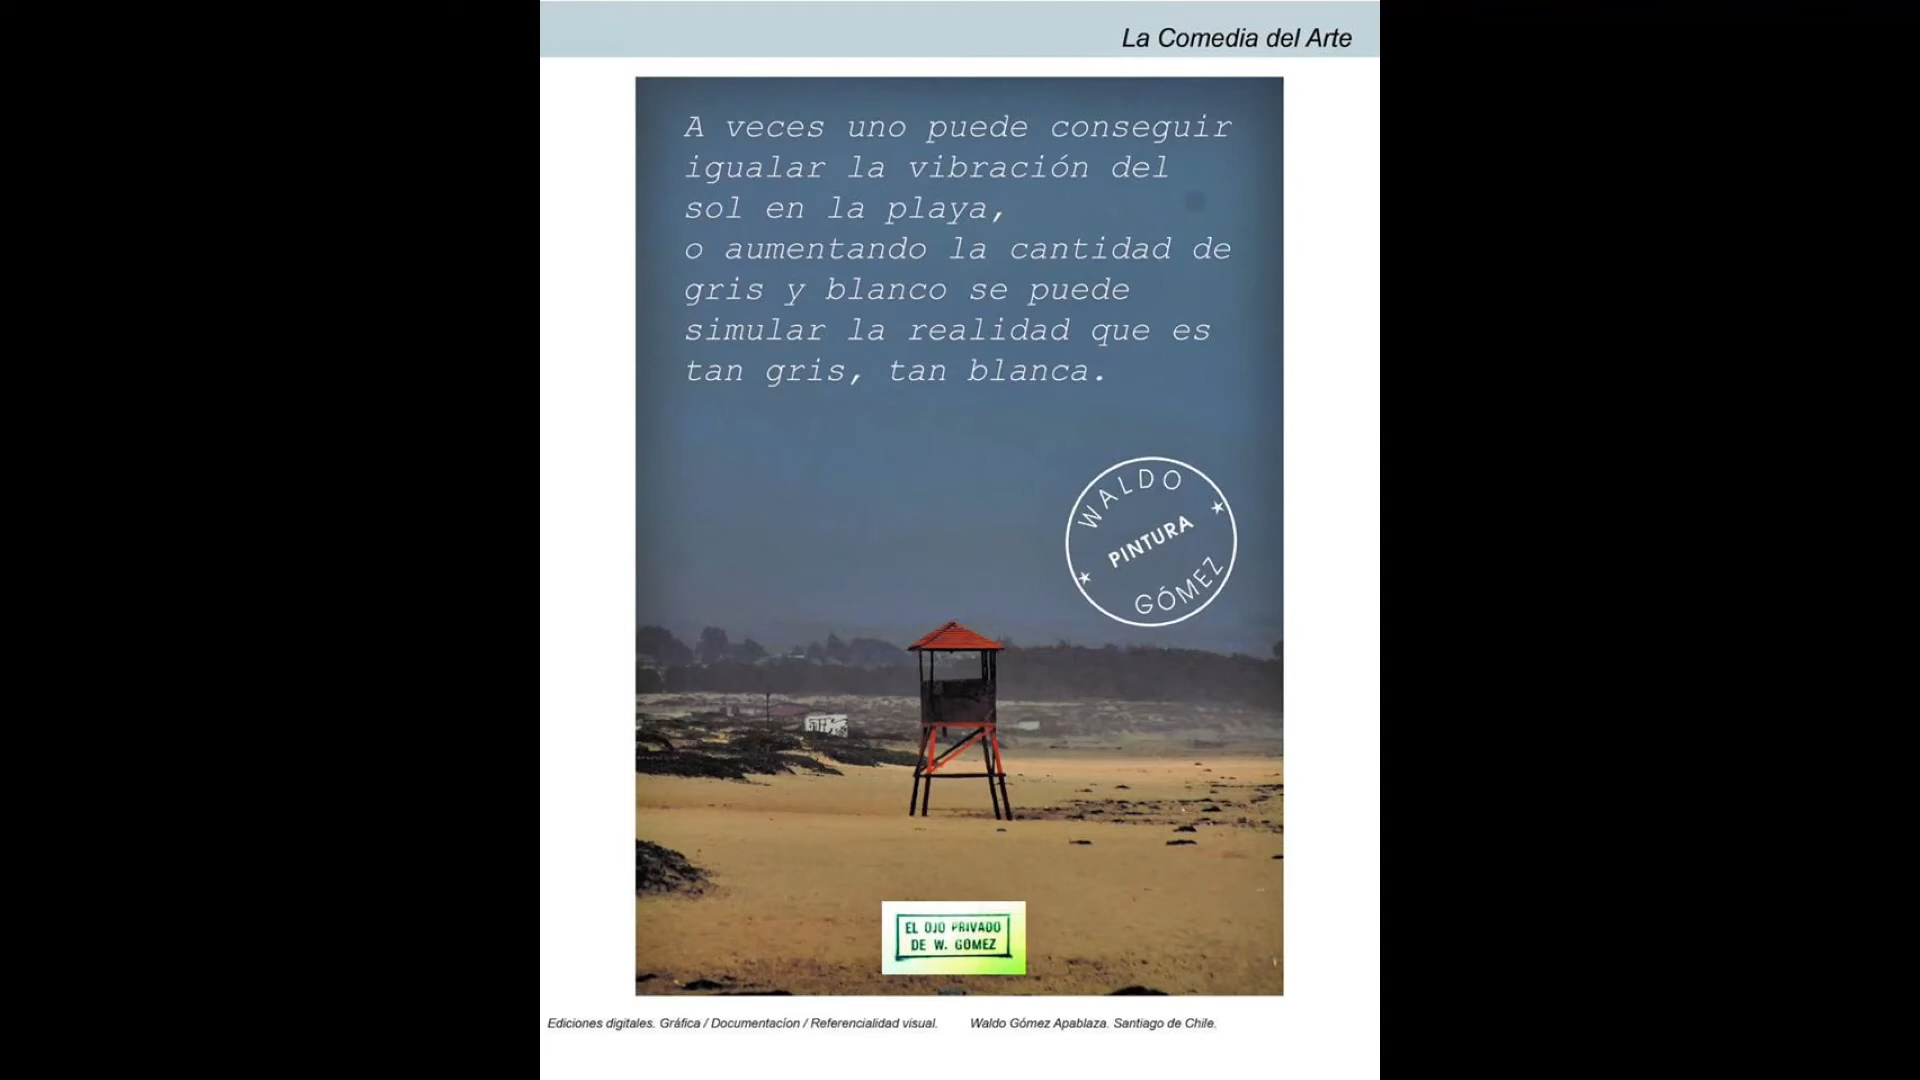 La Comedia del Arte
A veces uno puede conseguir
igualar la vibración del
sol en la playa,
o aumentando la cantidad de
gris y blanco se puede
simular la realidad que es
tan gris, tan blanca.
WALDO
PINTURA
GÓMEZ
EL OJO PRIVADO
DE W. GOMEZ
Ediciones digitales. Gráfica / Documentacíon / Referencialidad visual. Waldo Gómez Apablaza. Santiago de Chile.